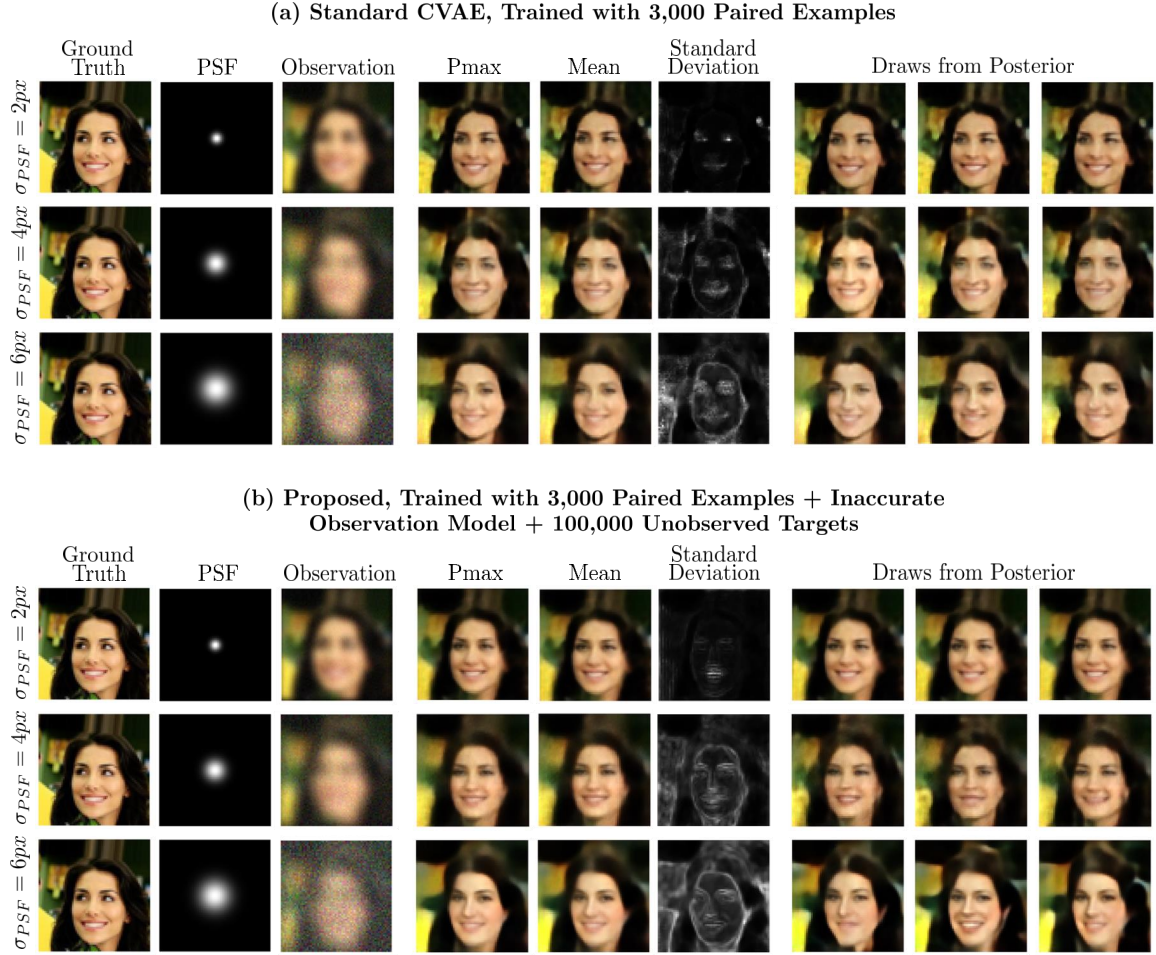 (a) Standard CVAE, Trained with 3,000 Paired Examples
Ground
Truth
PSF
Observation
Pmax
Mean
Standard
Deviation
Draws from Posterior
σPSF = 2px
σPSF = 4px
σPSF = 6px
(b) Proposed, Trained with 3,000 Paired Examples + Inaccurate
Observation Model + 100,000 Unobserved Targets
Ground
Truth
PSF
Observation
Pmax
Mean
Standard
Deviation
Draws from Posterior
σPSF = 2px
σPSF = 4px
σPSF = 6px